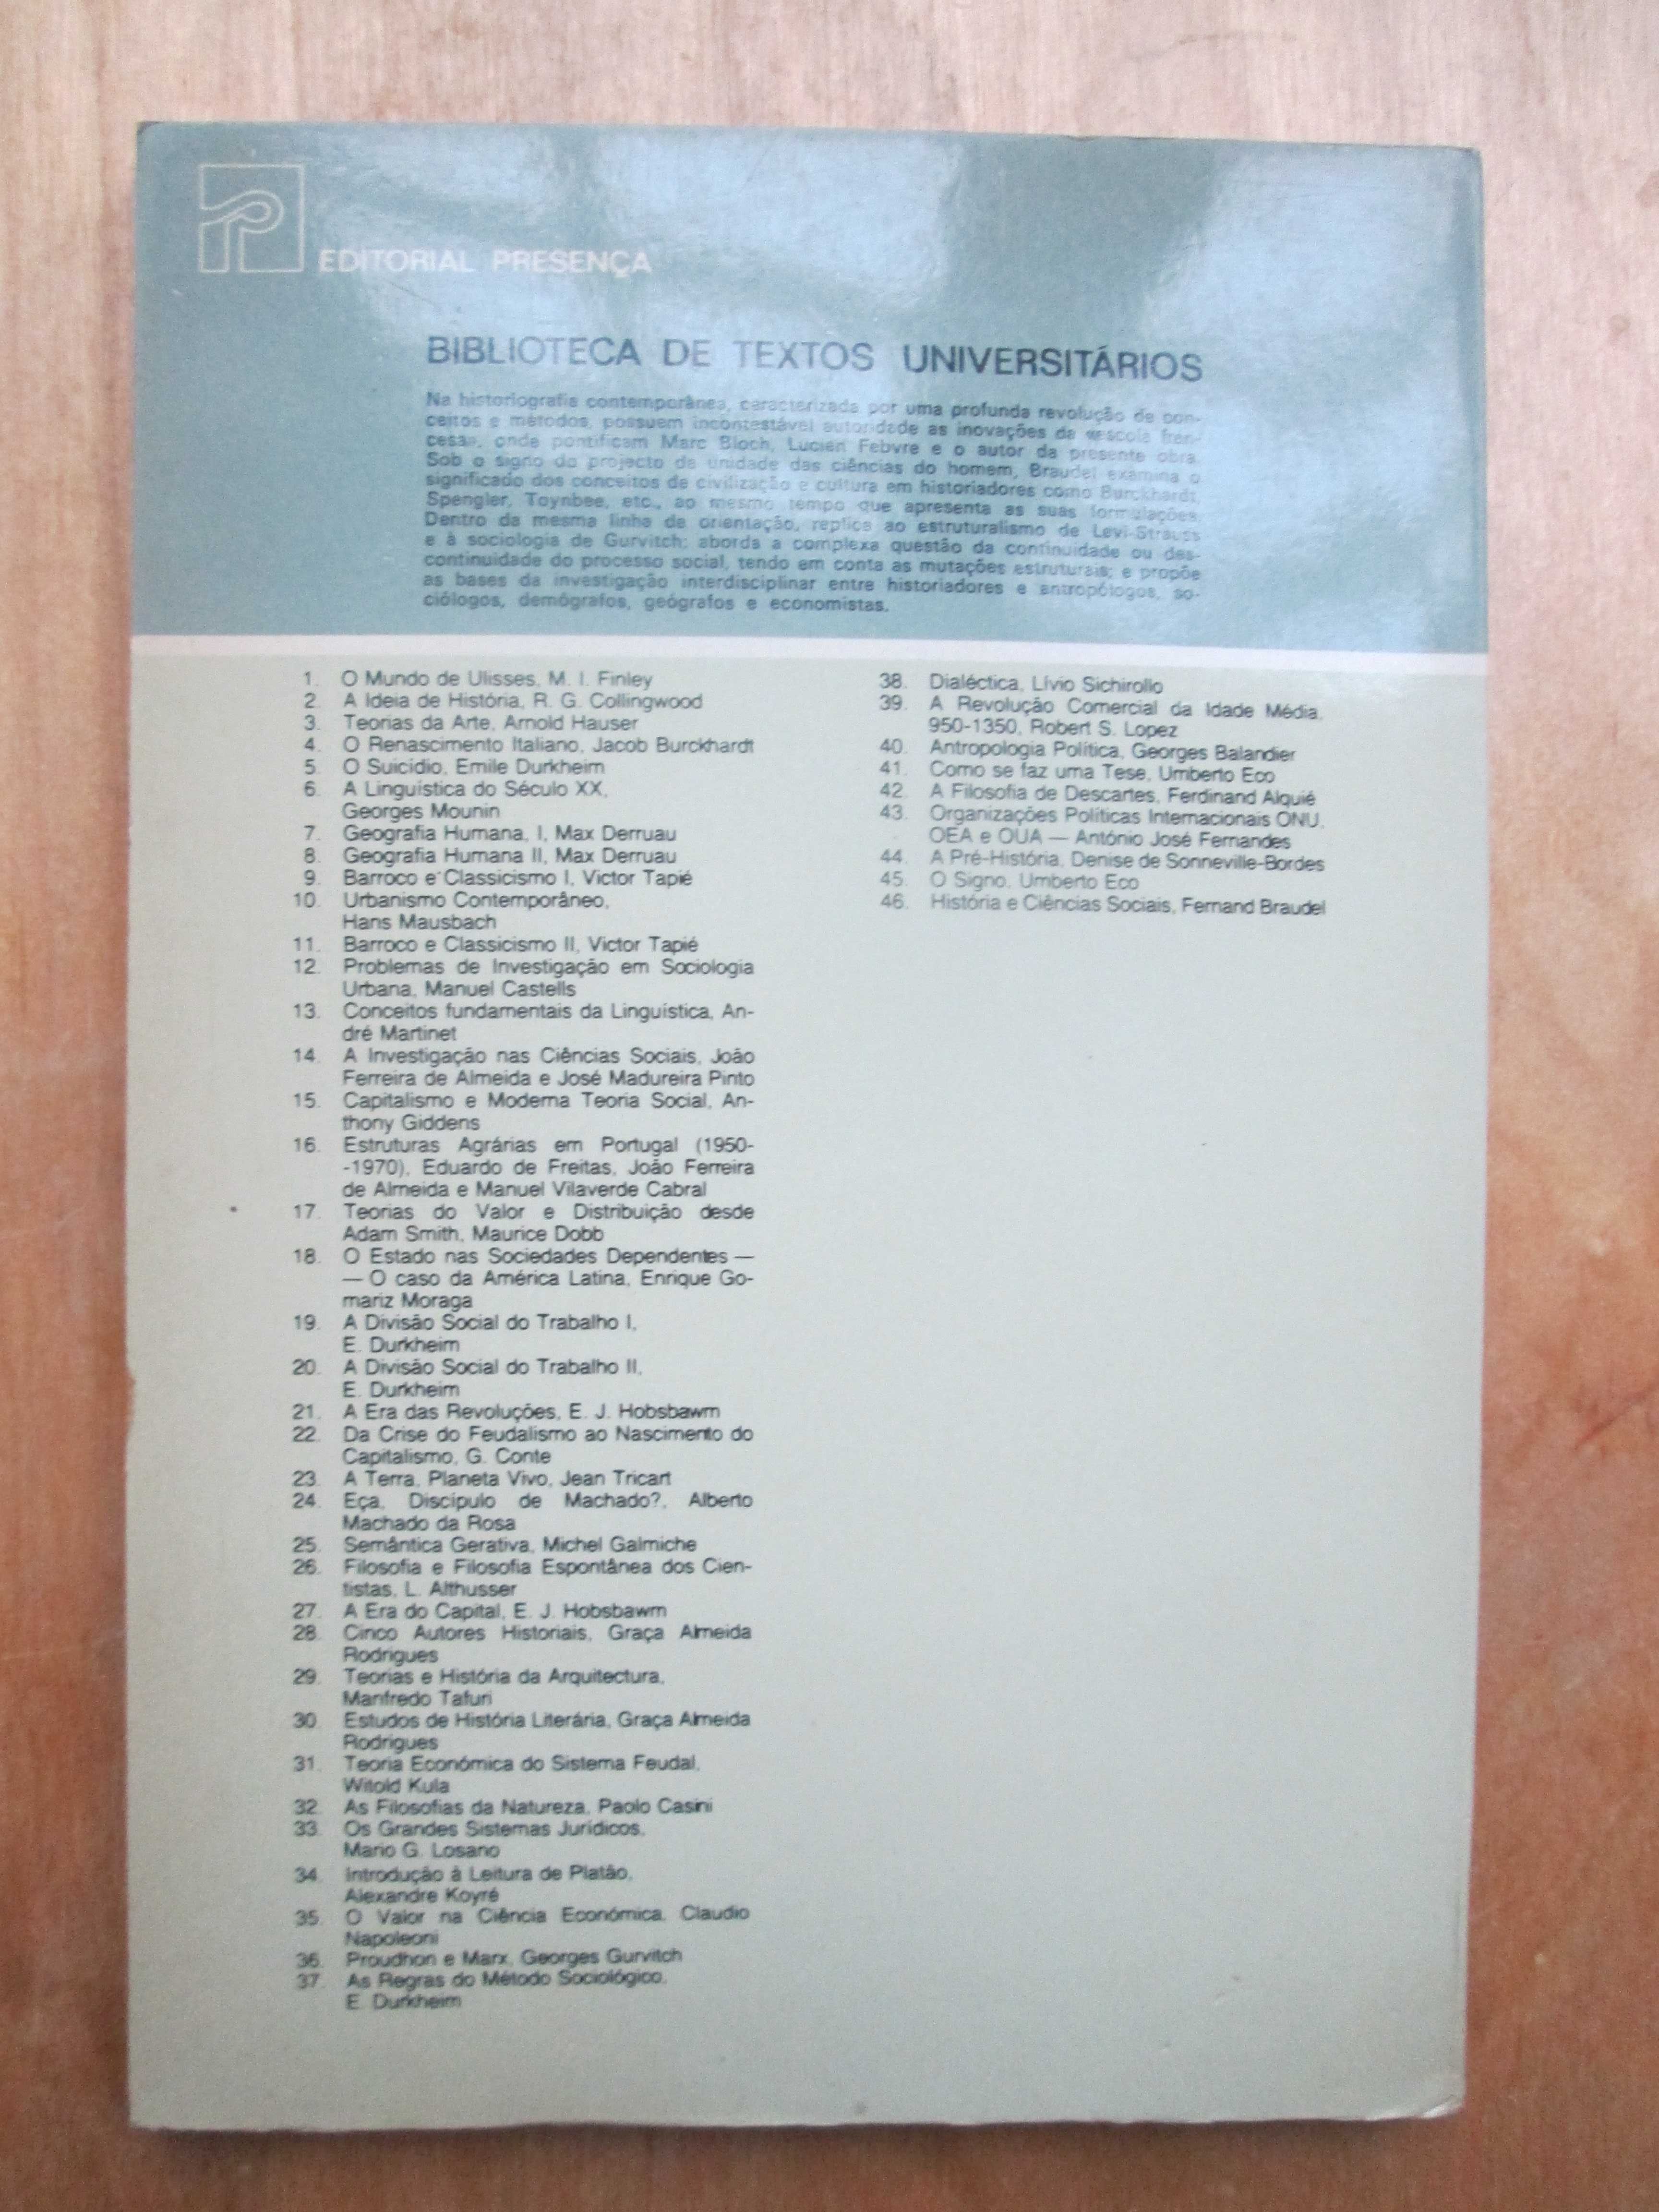 EDITORIAL PRESENÇA
BIBLIOTECA DE TEXTOS UNIVERSITÁRIOS
Na historiografia contemporânea, caracterizada por uma profunda revolução de con-
ceitos e métodos, possuem incontestável autoridade as inovações da «escola fran-
cesa», onde pontificam Marc Bloch, Lucien Febvre e o autor da presente obra.
Sob o signo do projecto da unidade das ciências do homem, Braudel examina o
significado dos conceitos de civilização e cultura em historiadores como Burckhardt,
Spengler, Toynbee, etc., ao mesmo tempo que apresenta as suas formulações.
Dentro da mesma linha de orientação, replica ao estruturalismo de Levi-Strauss
e à sociologia de Gurvitch; aborda a complexa questão da continuidade ou des-
continuidade do processo social, tendo em conta as mutações estruturais; e propõe
as bases da investigação interdisciplinar entre historiadores e antropólogos, so-
ciólogos, demógrafos, geógrafos e economistas.
1. O Mundo de Ulisses, M. I. Finley
2. A Ideia de História, R. G. Collingwood
3. Teorias da Arte, Arnold Hauser
4. O Renascimento Italiano, Jacob Burckhardt
5. O Suicídio, Emile Durkheim
6. A Linguística do Século XX,
Georges Mounin
7. Geografia Humana, I, Max Derruau
8. Geografia Humana II, Max Derruau
9. Barroco e Classicismo I, Victor Tapié
10. Urbanismo Contemporâneo,
Hans Mausbach
11. Barroco e Classicismo II, Victor Tapié
12. Problemas de Investigação em Sociologia
Urbana, Manuel Castells
13. Conceitos fundamentais da Linguística, An-
dré Martinet
14. A Investigação nas Ciências Sociais, João
Ferreira de Almeida e José Madureira Pinto
15. Capitalismo e Moderna Teoria Social, An-
thony Giddens
16. Estruturas Agrárias em Portugal (1950-
-1970), Eduardo de Freitas, João Ferreira
de Almeida e Manuel Vilaverde Cabral
17. Teorias do Valor e Distribuição desde
Adam Smith, Maurice Dobb
18. O Estado nas Sociedades Dependentes —
— O caso da América Latina, Enrique Go-
mariz Moraga
19. A Divisão Social do Trabalho I,
E. Durkheim
20. A Divisão Social do Trabalho II,
E. Durkheim
21. A Era das Revoluções, E. J. Hobsbawm
22. Da Crise do Feudalismo ao Nascimento do
Capitalismo, G. Conte
23. A Terra, Planeta Vivo, Jean Tricart
24. Eça, Discípulo de Machado?, Alberto
Machado da Rosa
25. Semântica Gerativa, Michel Galmiche
26. Filosofia e Filosofia Espontânea dos Cien-
tistas, L. Althusser
27. A Era do Capital, E. J. Hobsbawm
28. Cinco Autores Historiais, Graça Almeida
Rodrigues
29. Teorias e História da Arquitectura,
Manfredo Tafuri
30. Estudos de História Literária, Graça Almeida
Rodrigues
31. Teoria Económica do Sistema Feudal,
Witold Kula
32. As Filosofias da Natureza, Paolo Casini
33. Os Grandes Sistemas Jurídicos,
Mario G. Losano
34. Introdução à Leitura de Platão,
Alexandre Koyré
35. O Valor na Ciência Económica, Claudio
Napoleoni
36. Proudhon e Marx, Georges Gurvitch
37. As Regras do Método Sociológico,
E. Durkheim
38. Dialéctica, Lívio Sichirollo
39. A Revolução Comercial da Idade Média,
950-1350, Robert S. Lopez
40. Antropologia Política, Georges Balandier
41. Como se faz uma Tese, Umberto Eco
42. A Filosofia de Descartes, Ferdinand Alquié
43. Organizações Políticas Internacionais ONU,
OEA e OUA — António José Fernandes
44. A Pré-História, Denise de Sonneville-Bordes
45. O Signo, Umberto Eco
46. História e Ciências Sociais, Fernand Braudel